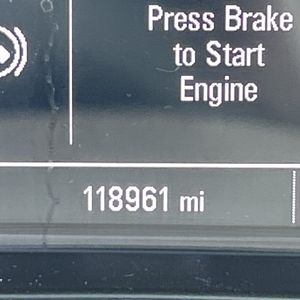 Press Brake
to Start
Engine
118961 mi